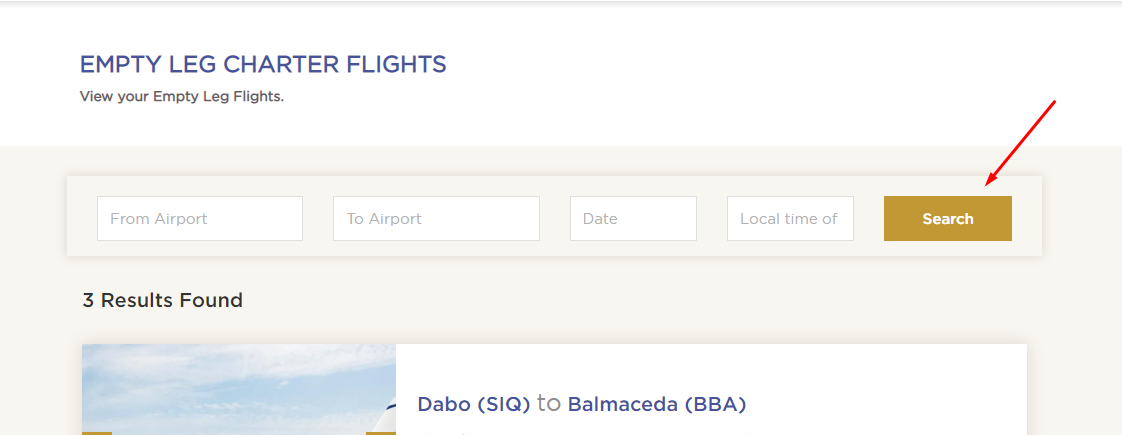 EMPTY LEG CHARTER FLIGHTS
View your Empty Leg Flights.
From Airport
To Airport
Date
Local time of
Search
3 Results Found
Dabo (SIQ) to Balmaceda (BBA)